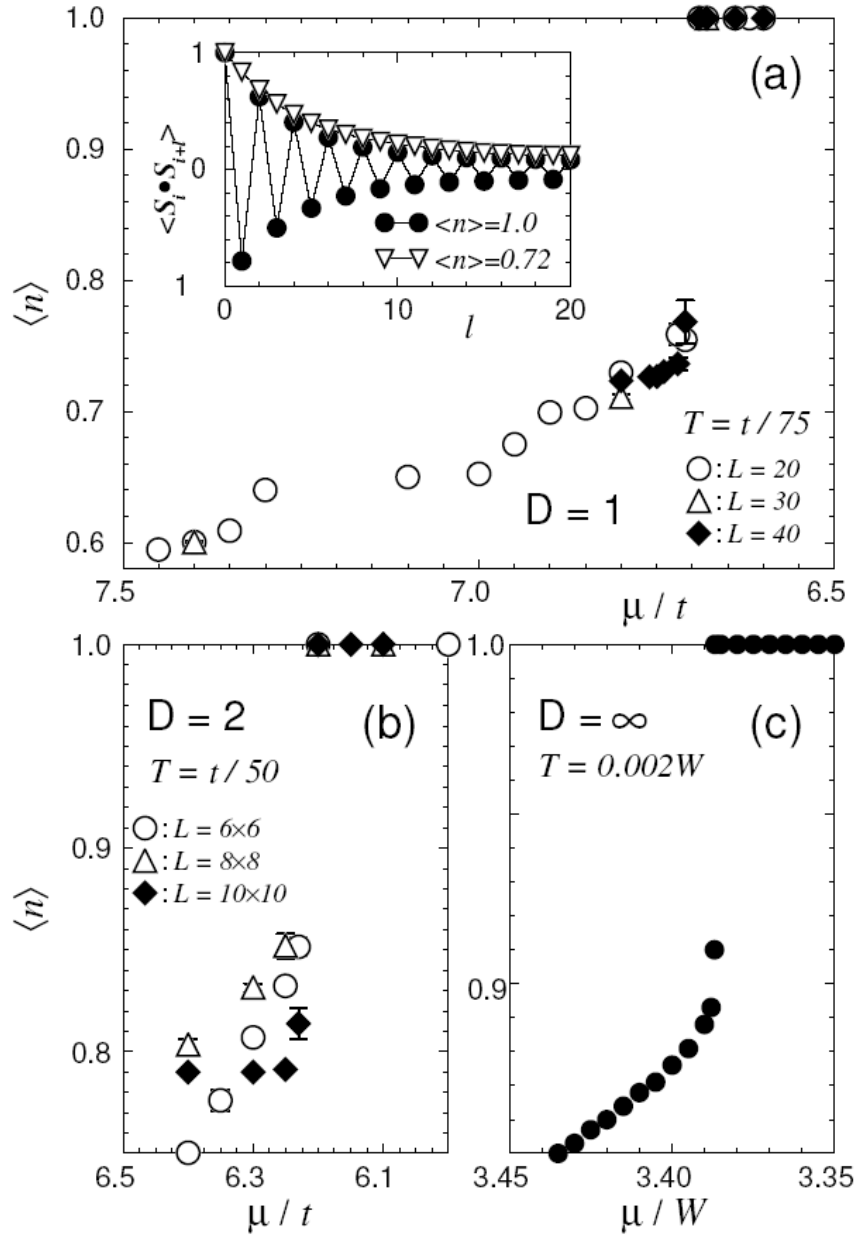 1.0
(a)
1
<S_i•S_{i+l}>
0
<n>=1.0
<n>=0.72
1
0 10 20
l
0.9
0.8
⟨n⟩
0.7
0.6
T = t / 75
○: L = 20
△: L = 30
◆: L = 40
D = 1
7.5 7.0 6.5
μ / t
1.0
D = 2
(b)
T = t / 50
○: L = 6×6
△: L = 8×8
◆: L = 10×10
0.9
⟨n⟩
0.8
6.5 6.3 6.1
μ / t
1.0
D = ∞
(c)
T = 0.002W
0.9
3.45 3.40 3.35
μ / W